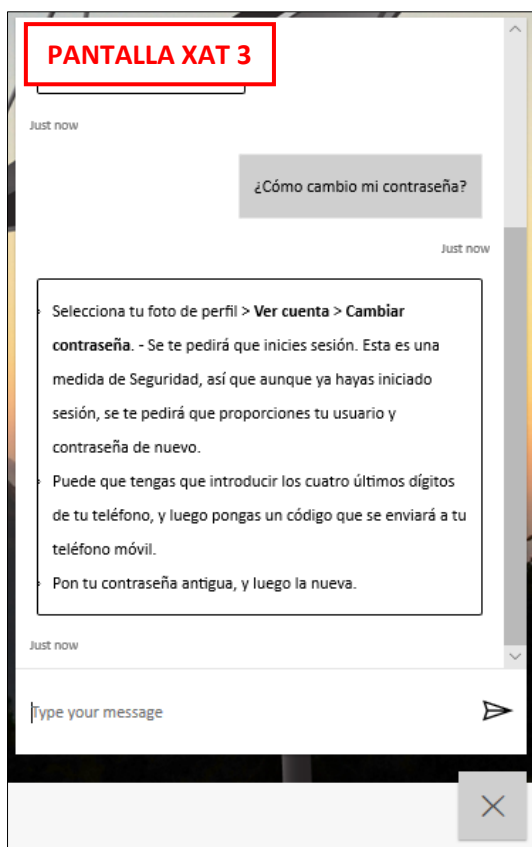 PANTALLA XAT 3
Just now
¿Cómo cambio mi contraseña?
Just now
Selecciona tu foto de perfil > Ver cuenta > Cambiar
contraseña. - Se te pedirá que inicies sesión. Esta es una
medida de Seguridad, así que aunque ya hayas iniciado
sesión, se te pedirá que proporciones tu usuario y
contraseña de nuevo.
Puede que tengas que introducir los cuatro últimos dígitos
de tu teléfono, y luego pongas un código que se enviará a tu
teléfono móvil.
Pon tu contraseña antigua, y luego la nueva.
Just now
Type your message